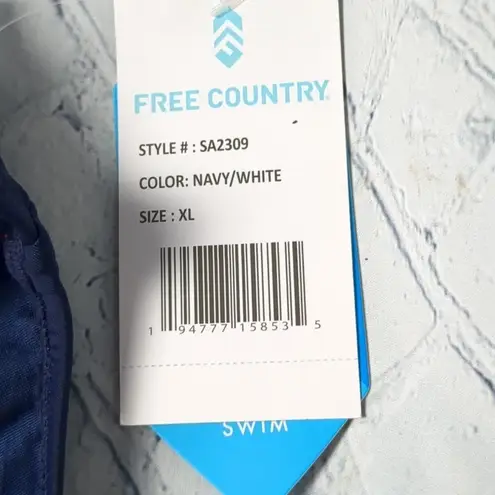 FREE COUNTRY
STYLE # : SA2309
COLOR: NAVY/WHITE
SIZE : XL
1 94777 15853 5
SWIM